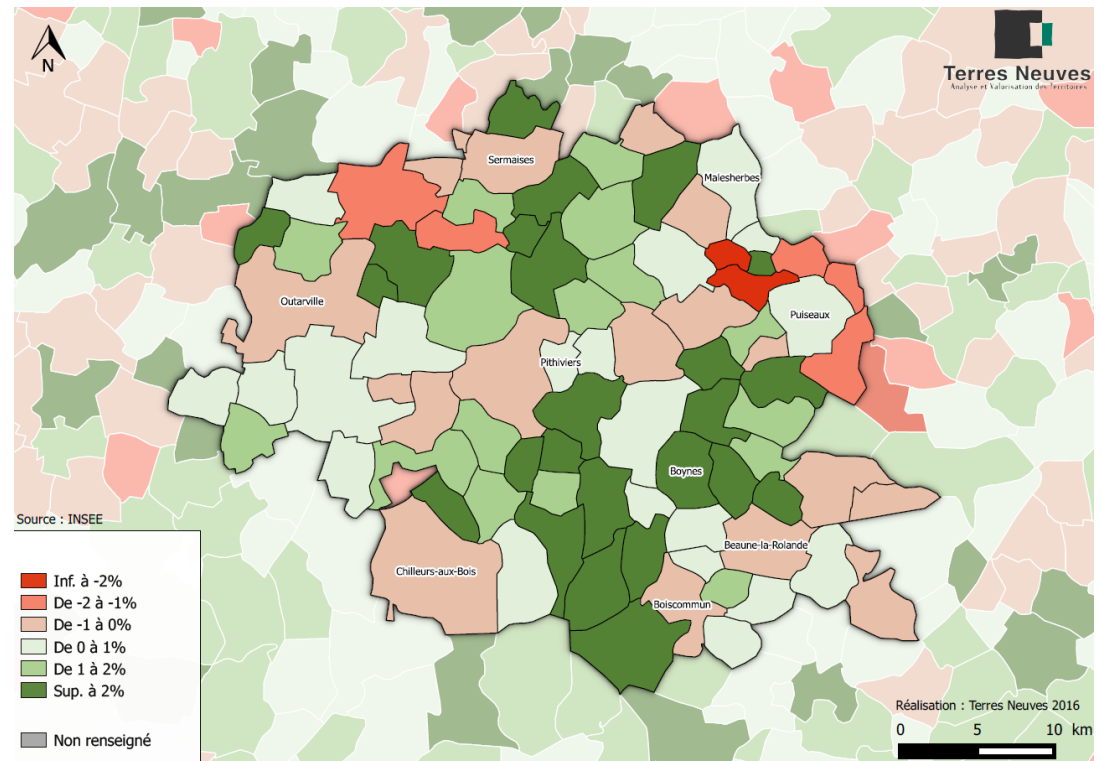 N
Terres Neuves
Analyse et Valorisation des Territoires
Sermaises
Malesherbes
Outarville
Puiseaux
Pithiviers
Boynes
Source : INSEE
Beaune-la-Rolande
Chilleurs-aux-Bois
Boiscommun
Inf. à -2%
De -2 à -1%
De -1 à 0%
De 0 à 1%
De 1 à 2%
Sup. à 2%
Non renseigné
Réalisation : Terres Neuves 2016
0 5 10 km